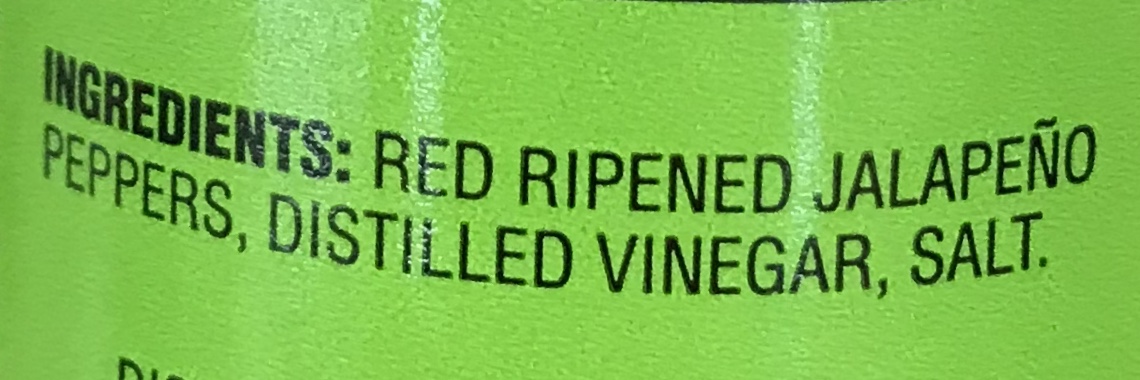 INGREDIENTS: RED RIPENED JALAPEÑO
PEPPERS, DISTILLED VINEGAR, SALT.